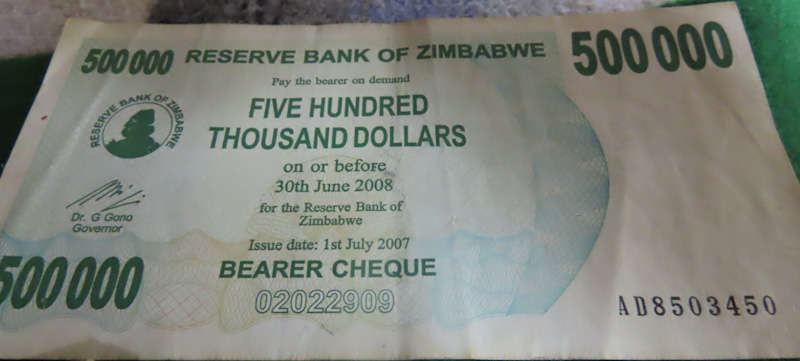 500 000 RESERVE BANK OF ZIMBABWE 500 000
Pay the bearer on demand
FIVE HUNDRED
THOUSAND DOLLARS
RESERVE BANK OF ZIMBABWE
on or before
30th June 2008
for the Reserve Bank of
Zimbabwe
Dr. G Gono
Governor
Issue date: 1st July 2007
500 000 BEARER CHEQUE
02022909
AD8503450